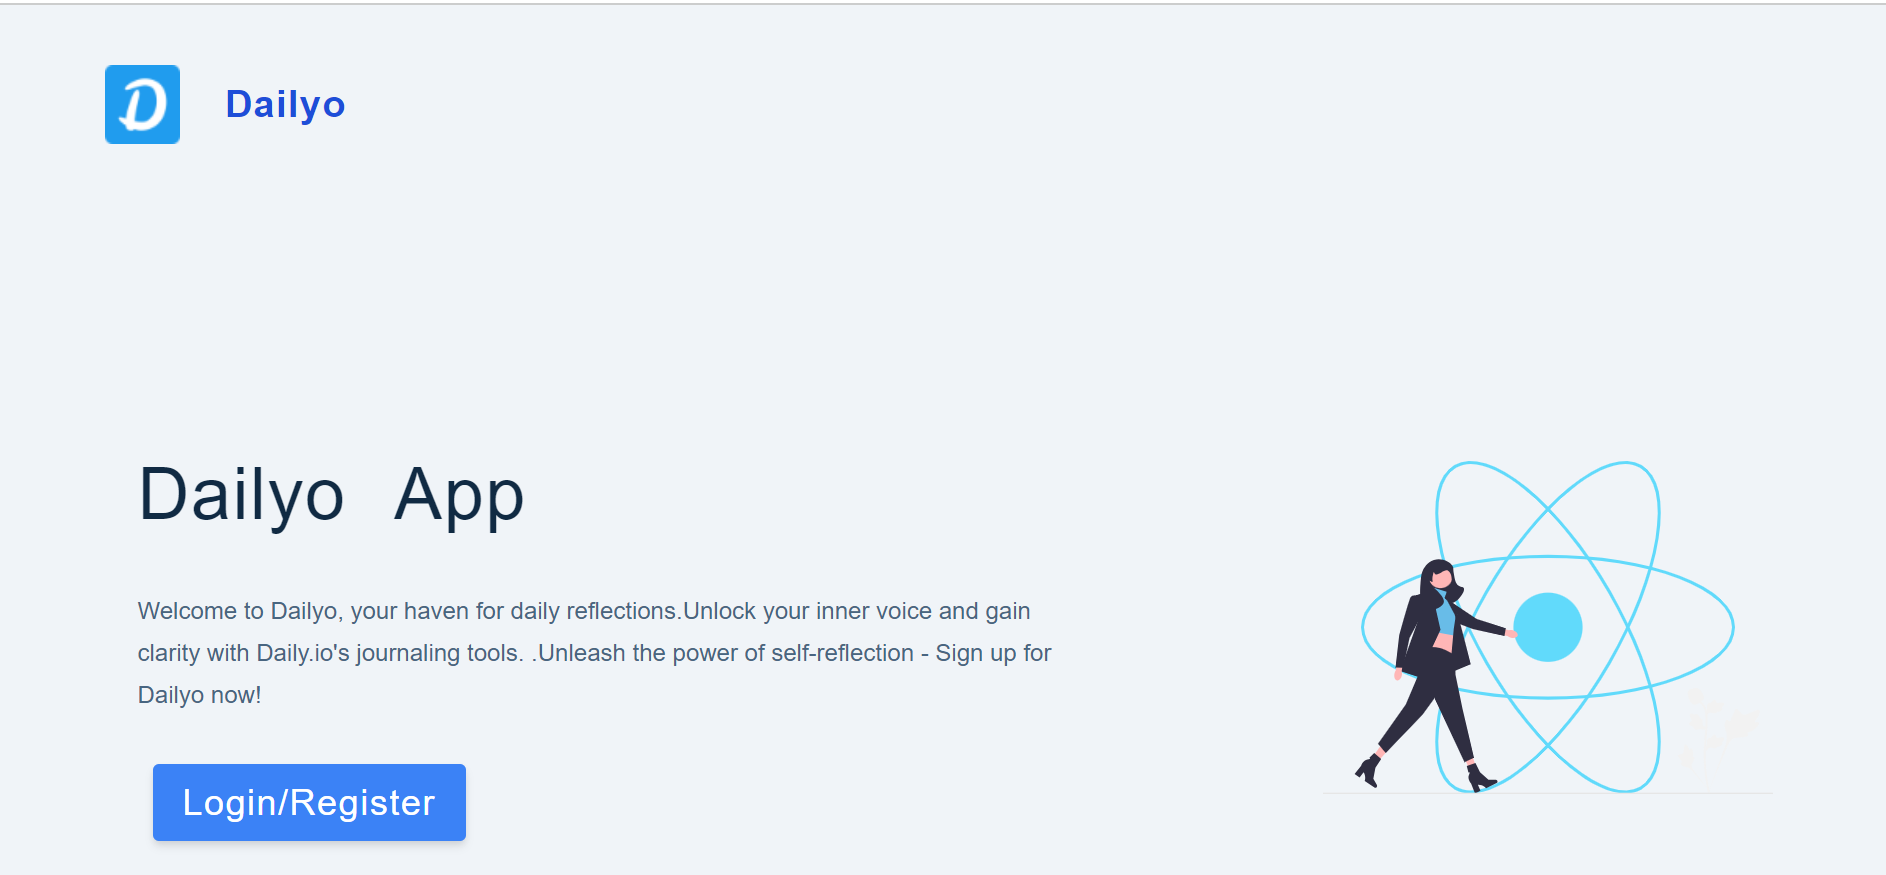 D
Dailyo
Dailyo App
Welcome to Dailyo, your haven for daily reflections.Unlock your inner voice and gain
clarity with Daily.io's journaling tools. .Unleash the power of self-reflection - Sign up for
Dailyo now!
Login/Register